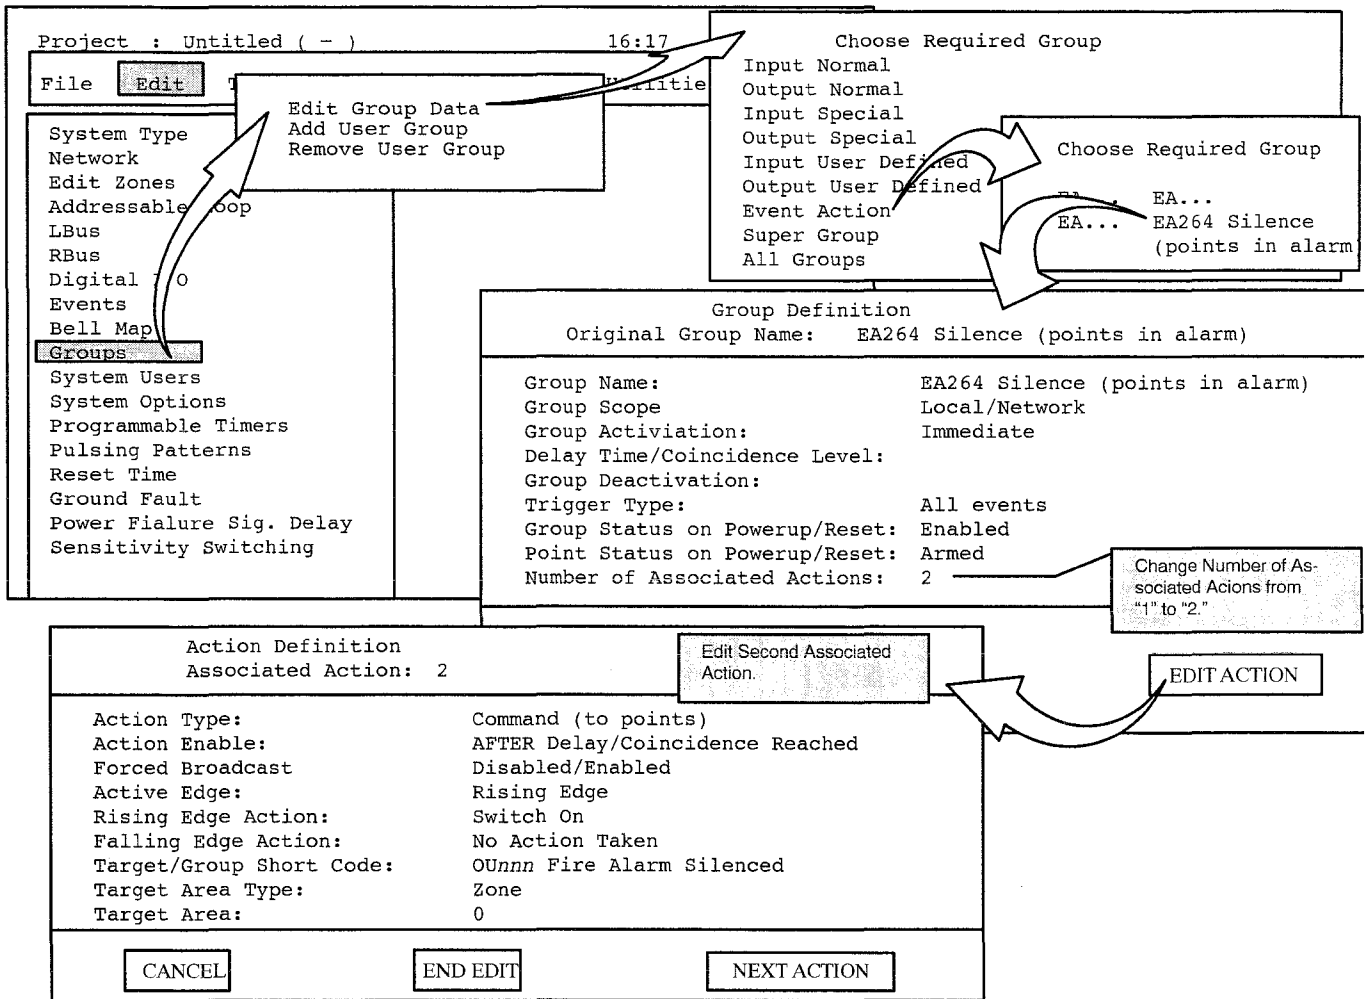 Project : Untitled ( - ) 16:17
File Edit T
Edit Group Data
Add User Group
Remove User Group
System Type
Network
Edit Zones
Addressable Loop
LBus
RBus
Digital I/O
Events
Bell Map
Groups
System Users
System Options
Programmable Timers
Pulsing Patterns
Reset Time
Ground Fault
Power Fialure Sig. Delay
Sensitivity Switching
Choose Required Group
Input Normal
Output Normal
Input Special
Output Special
Input User Defined
Output User Defined
Event Action
Super Group
All Groups
Choose Required Group
EA... EA...
EA... EA264 Silence
(points in alarm
Group Definition
Original Group Name: EA264 Silence (points in alarm)
Group Name: EA264 Silence (points in alarm)
Group Scope Local/Network
Group Activiation: Immediate
Delay Time/Coincidence Level:
Group Deactivation:
Trigger Type: All events
Group Status on Powerup/Reset: Enabled
Point Status on Powerup/Reset: Armed
Number of Associated Actions: 2
Change Number of As-
sociated Acions from
"1" to "2."
EDIT ACTION
Action Definition
Associated Action: 2
Edit Second Associated
Action.
Action Type: Command (to points)
Action Enable: AFTER Delay/Coincidence Reached
Forced Broadcast Disabled/Enabled
Active Edge: Rising Edge
Rising Edge Action: Switch On
Falling Edge Action: No Action Taken
Target/Group Short Code: OUnnn Fire Alarm Silenced
Target Area Type: Zone
Target Area: 0
CANCEL END EDIT NEXT ACTION